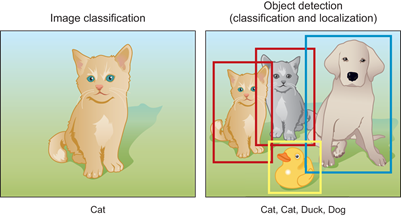 Image classification
Object detection
(classification and localization)
Cat
Cat, Cat, Duck, Dog